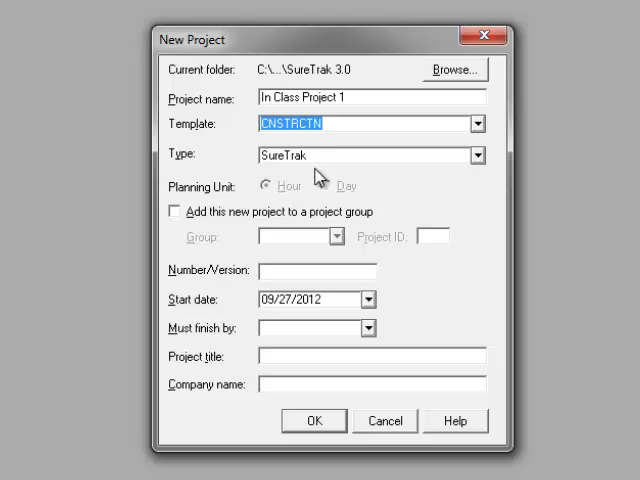 New Project
Current folder: C:\...\SureTrak 3.0 Browse...
Project name: In Class Project 1
Template: CNSTRCTN
Type: SureTrak
Planning Unit: Hour Day
Add this new project to a project group
Group: Project ID:
Number/Version:
Start date: 09/27/2012
Must finish by:
Project title:
Company name:
OK Cancel Help